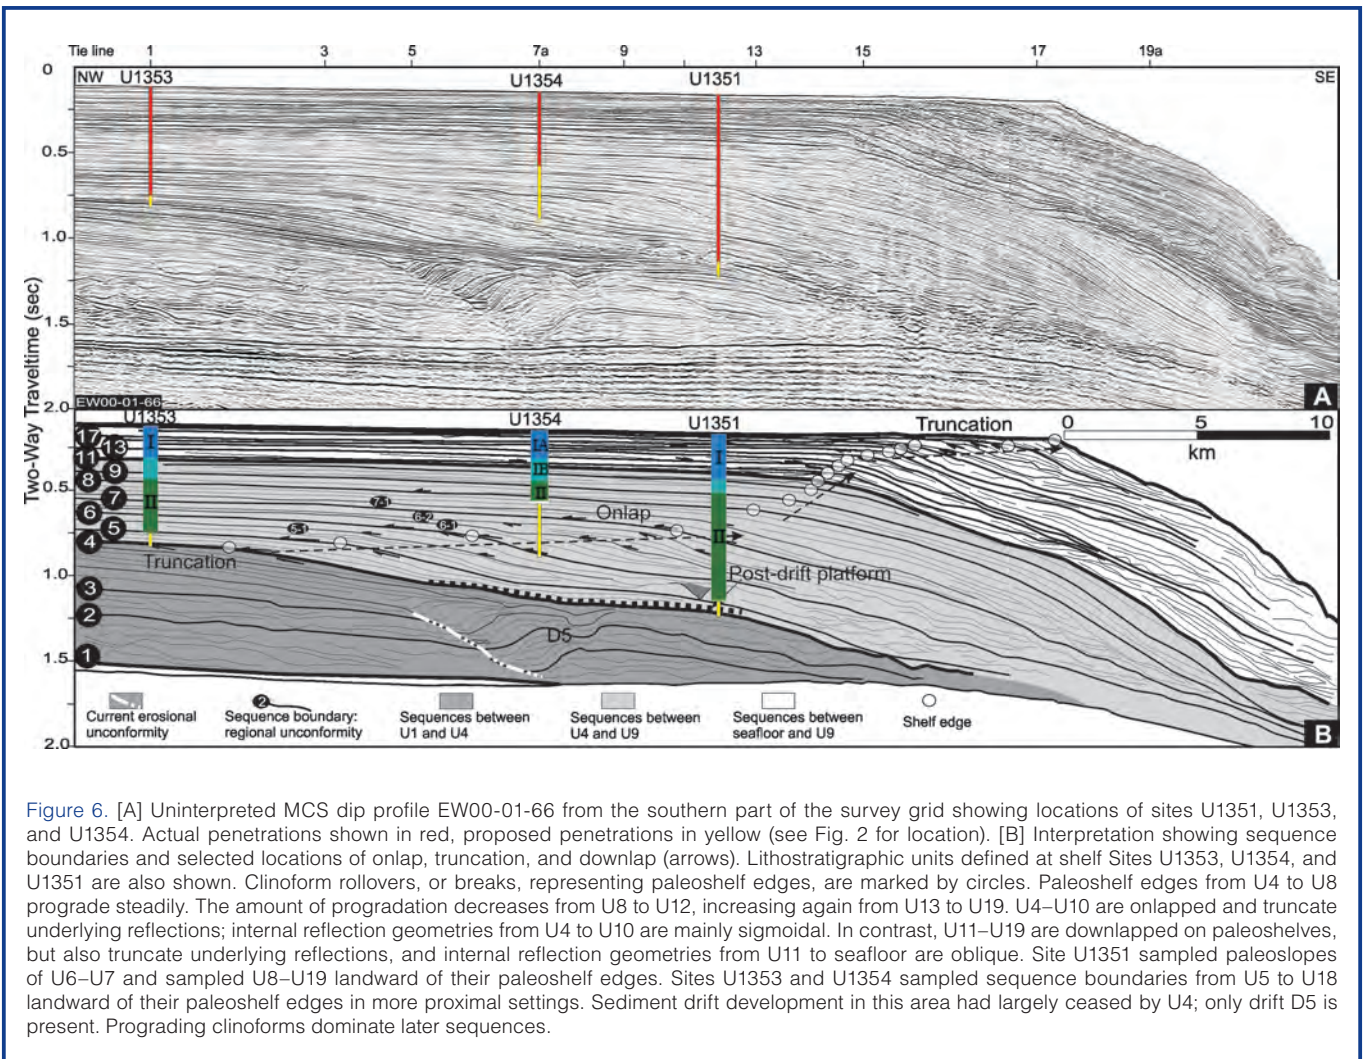 Tie line 1 3 5 7a 9 13 15 17 19a
0 NW U1353 U1354 U1351 SE
0.5
1.0
1.5
2.0
Two-Way Traveltime (sec)
EW00-01-66
A
U1353 U1354 U1351 Truncation 0 5 10
km
17 13 11 9 8 7 6 5 4 3 2 1
I IA I
IB
II II II
0.5
7-1
6-2
6-1
5-1
Onlap
Truncation
1.0
Post-drift platform
D5
1.5
2.0
Current erosional
unconformity
2
Sequence boundary:
regional unconformity
Sequences between
U1 and U4
Sequences between
U4 and U9
Sequences between
seafloor and U9
Shelf edge
B
Figure 6. [A] Uninterpreted MCS dip profile EW00-01-66 from the southern part of the survey grid showing locations of sites U1351, U1353,
and U1354. Actual penetrations shown in red, proposed penetrations in yellow (see Fig. 2 for location). [B] Interpretation showing sequence
boundaries and selected locations of onlap, truncation, and downlap (arrows). Lithostratigraphic units defined at shelf Sites U1353, U1354, and
U1351 are also shown. Clinoform rollovers, or breaks, representing paleoshelf edges, are marked by circles. Paleoshelf edges from U4 to U8
prograde steadily. The amount of progradation decreases from U8 to U12, increasing again from U13 to U19. U4–U10 are onlapped and truncate
underlying reflections; internal reflection geometries from U4 to U10 are mainly sigmoidal. In contrast, U11–U19 are downlapped on paleoshelves,
but also truncate underlying reflections, and internal reflection geometries from U11 to seafloor are oblique. Site U1351 sampled paleoslopes
of U6–U7 and sampled U8–U19 landward of their paleoshelf edges. Sites U1353 and U1354 sampled sequence boundaries from U5 to U18
landward of their paleoshelf edges in more proximal settings. Sediment drift development in this area had largely ceased by U4; only drift D5 is
present. Prograding clinoforms dominate later sequences.